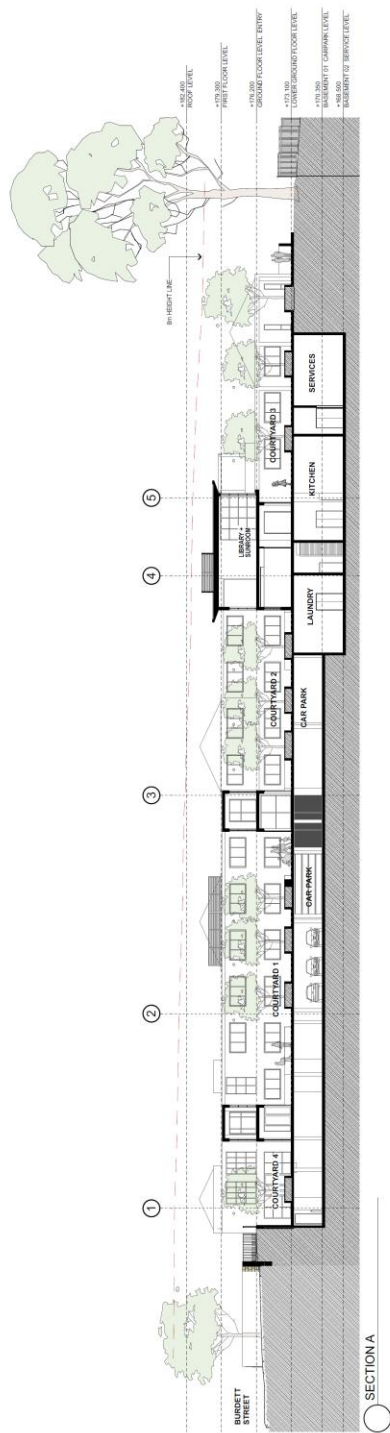 +182.400
ROOF LEVEL
+179.300
FIRST FLOOR LEVEL
+176.200
GROUND FLOOR LEVEL ENTRY
+173.100
LOWER GROUND FLOOR LEVEL
+170.350
BASEMENT 01 CARPARK LEVEL
+168.500
BASEMENT 02 SERVICE LEVEL
8m HEIGHT LINE
1
2
3
4
5
BURDETT
STREET
COURTYARD 4
COURTYARD 1
COURTYARD 2
LIBRARY +
SUNROOM
COURTYARD 3
CAR PARK
CAR PARK
LAUNDRY
KITCHEN
SERVICES
SECTION A